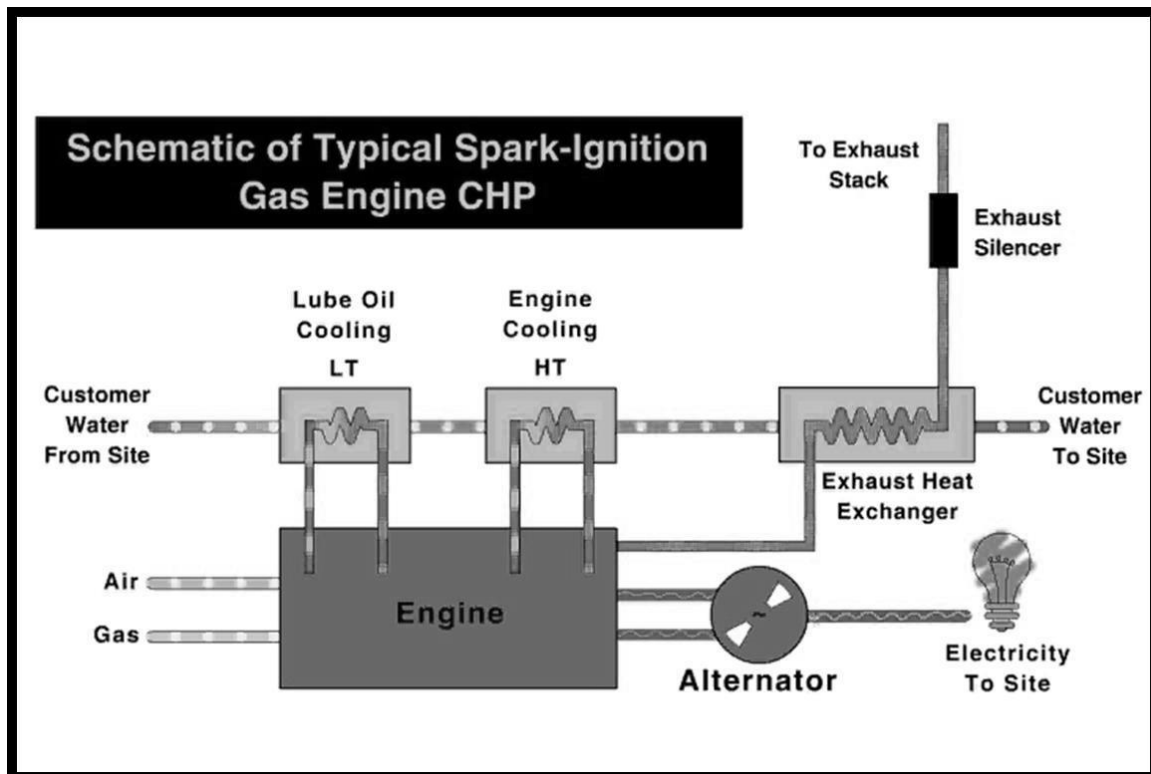 Schematic of Typical Spark-Ignition
Gas Engine CHP
To Exhaust
Stack
Exhaust
Silencer
Lube Oil
Cooling
LT
Engine
Cooling
HT
Customer
Water
From Site
Customer
Water
To Site
Exhaust Heat
Exchanger
Air
Gas
Engine
~
Alternator
Electricity
To Site